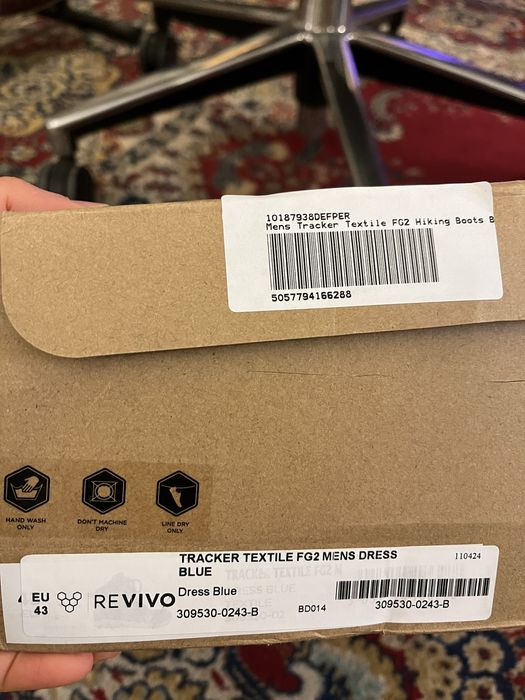 10187938DEFPER
Mens Tracker Textile FG2 Hiking Boots B
5057794166288
HAND WASH
ONLY
DON'T MACHINE
DRY
LINE DRY
ONLY
TRACKER TEXTILE FG2 MENS DRESS
BLUE
110424
EU
43
REVIVO
Dress Blue
309530-0243-B
BD014
309530-0243-B